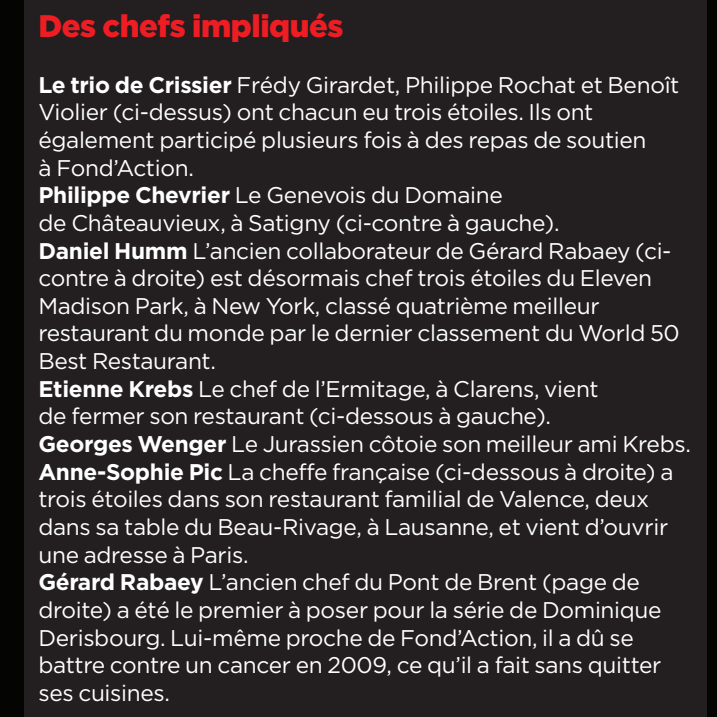 Des chefs impliqués
Le trio de Crissier Frédy Girardet, Philippe Rochat et Benoît
Violier (ci-dessus) ont chacun eu trois étoiles. Ils ont
également participé plusieurs fois à des repas de soutien
à Fond’Action.
Philippe Chevrier Le Genevois du Domaine
de Châteauvieux, à Satigny (ci-contre à gauche).
Daniel Humm L’ancien collaborateur de Gérard Rabaey (ci-
contre à droite) est désormais chef trois étoiles du Eleven
Madison Park, à New York, classé quatrième meilleur
restaurant du monde par le dernier classement du World 50
Best Restaurant.
Etienne Krebs Le chef de l’Ermitage, à Clarens, vient
de fermer son restaurant (ci-dessous à gauche).
Georges Wenger Le Jurassien côtoie son meilleur ami Krebs.
Anne-Sophie Pic La cheffe française (ci-dessous à droite) a
trois étoiles dans son restaurant familial de Valence, deux
dans sa table du Beau-Rivage, à Lausanne, et vient d’ouvrir
une adresse à Paris.
Gérard Rabaey L’ancien chef du Pont de Brent (page de
droite) a été le premier à poser pour la série de Dominique
Derisbourg. Lui-même proche de Fond’Action, il a dû se
battre contre un cancer en 2009, ce qu’il a fait sans quitter
ses cuisines.